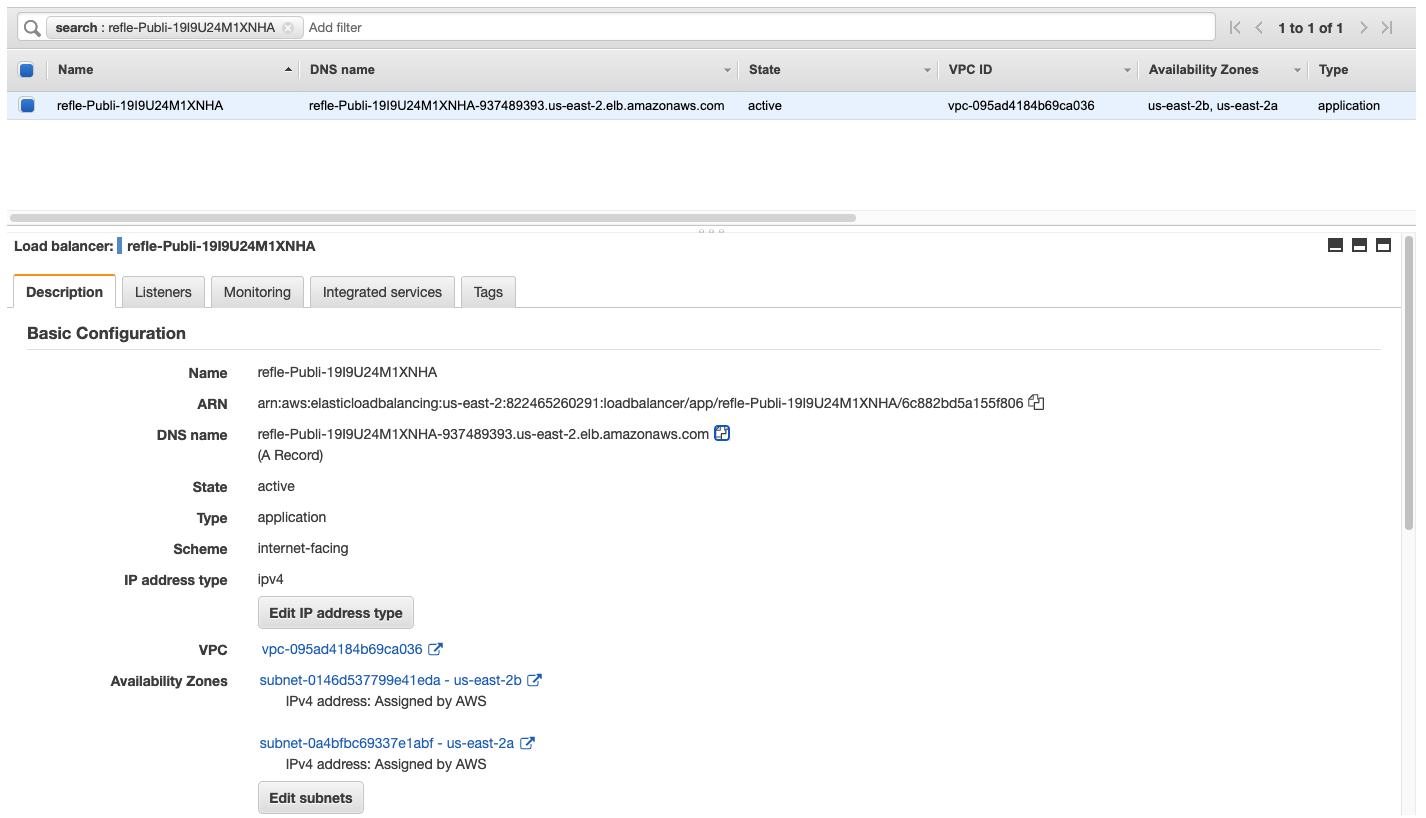 search : refle-Publi-19I9U24M1XNHA Add filter 1 to 1 of 1
Name DNS name State VPC ID Availability Zones Type
refle-Publi-19I9U24M1XNHA refle-Publi-19I9U24M1XNHA-937489393.us-east-2.elb.amazonaws.com active vpc-095ad4184b69ca036 us-east-2b, us-east-2a application
Load balancer: refle-Publi-19I9U24M1XNHA
Description Listeners Monitoring Integrated services Tags
Basic Configuration
Name refle-Publi-19I9U24M1XNHA
ARN arn:aws:elasticloadbalancing:us-east-2:822465260291:loadbalancer/app/refle-Publi-19I9U24M1XNHA/6c882bd5a155f806
DNS name refle-Publi-19I9U24M1XNHA-937489393.us-east-2.elb.amazonaws.com
(A Record)
State active
Type application
Scheme internet-facing
IP address type ipv4
Edit IP address type
VPC vpc-095ad4184b69ca036
Availability Zones subnet-0146d537799e41eda - us-east-2b
IPv4 address: Assigned by AWS
subnet-0a4bfbc69337e1abf - us-east-2a
IPv4 address: Assigned by AWS
Edit subnets